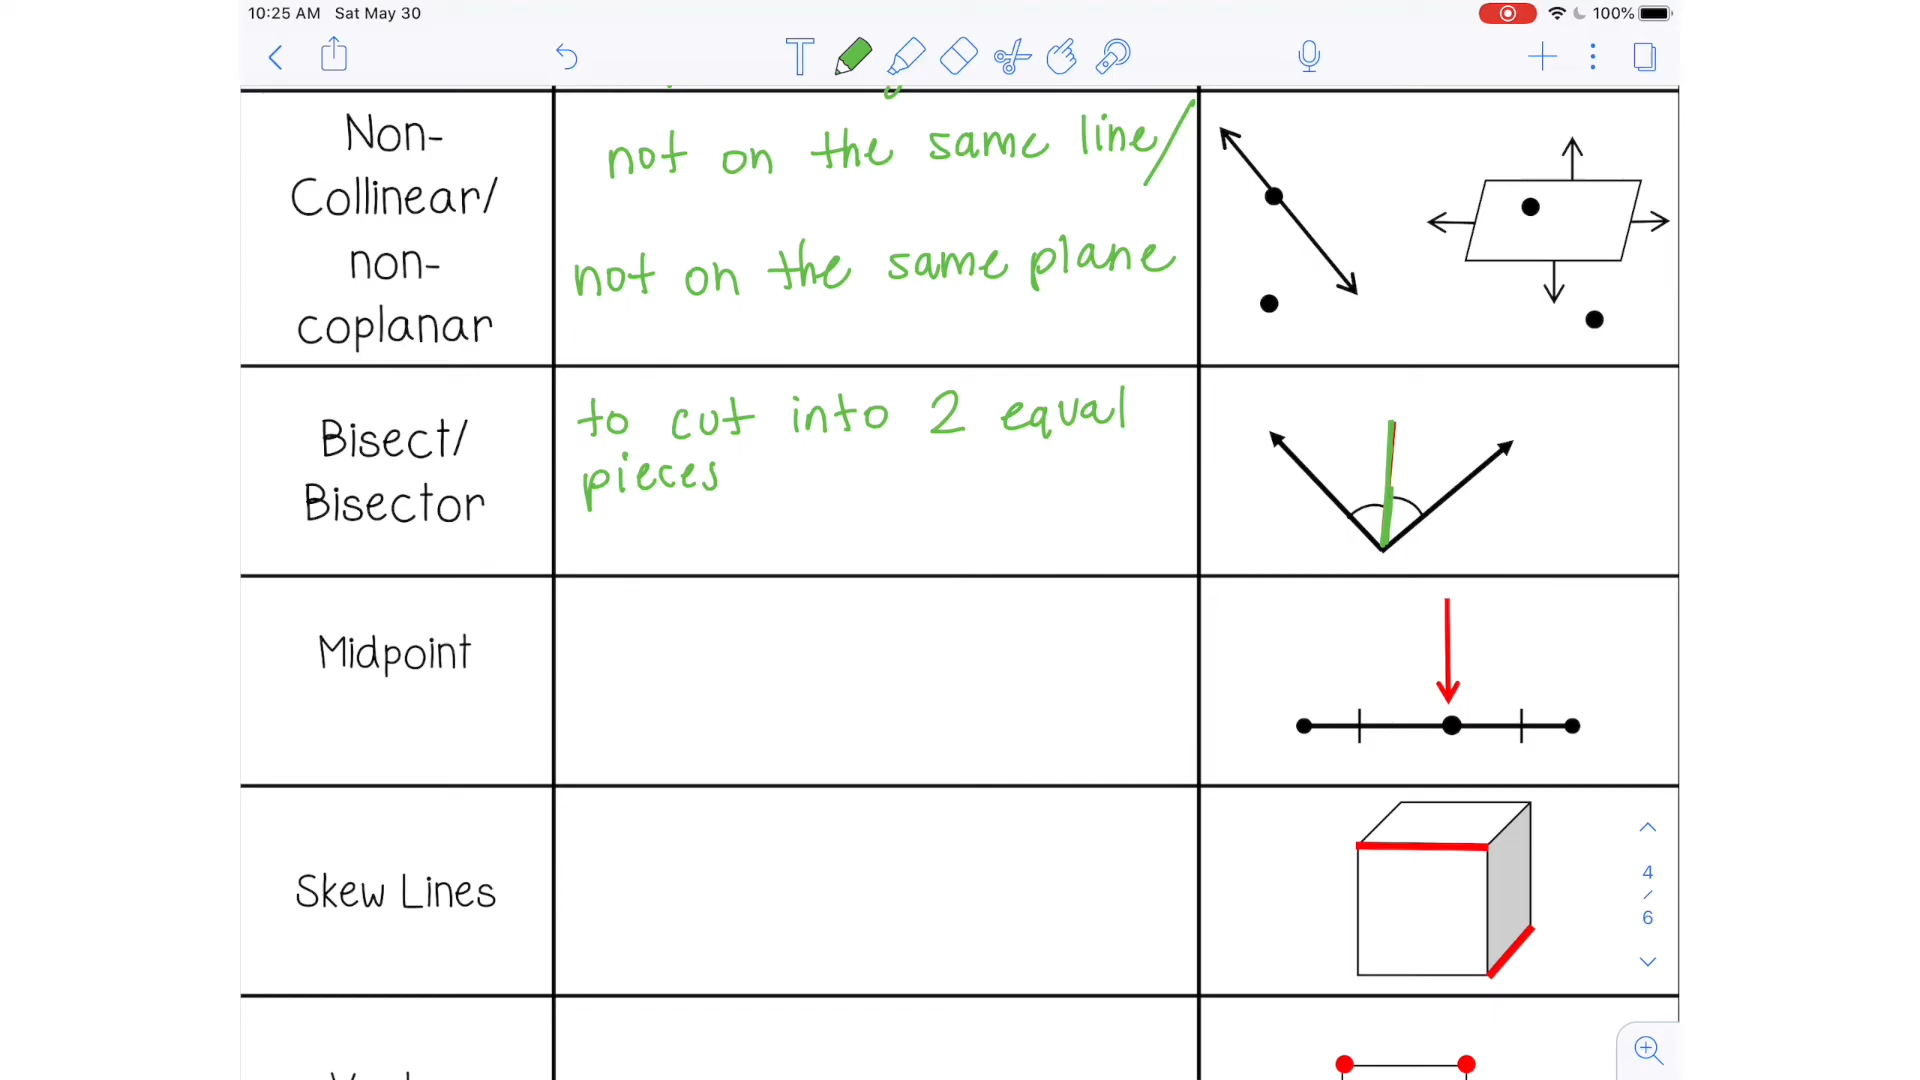 10:25 AM Sat May 30
100%
T
Non-
Collinear/
non-
coplanar
not on the same line/
not on the same plane
Bisect/
Bisector
to cut into 2 equal
pieces
Midpoint
Skew Lines
4
/
6